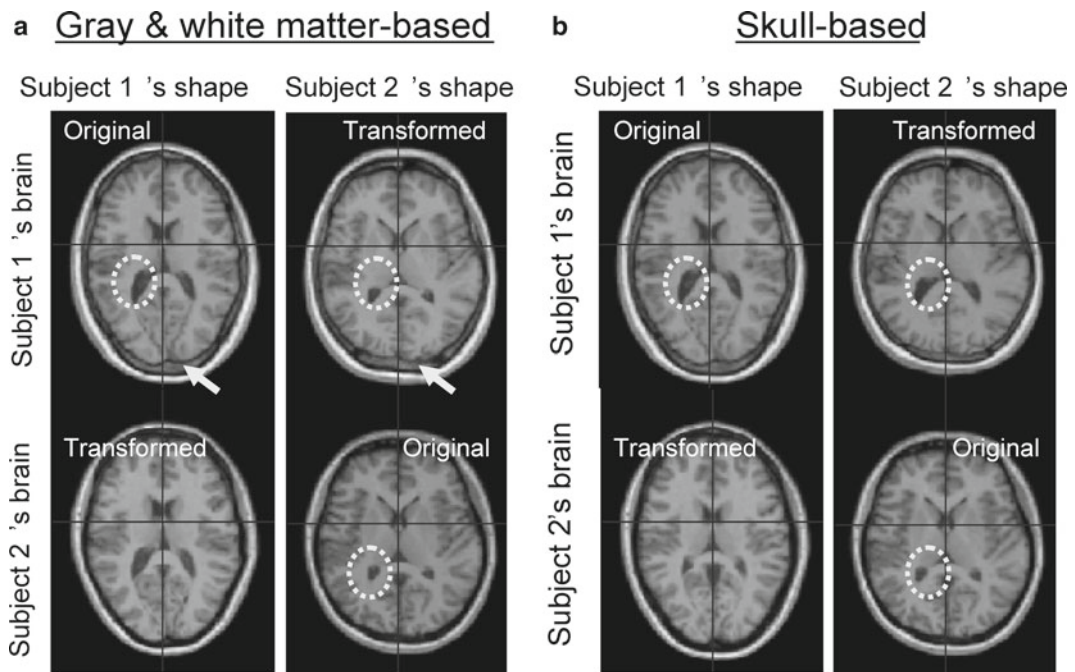 a Gray & white matter-based
Subject 1 ’s shape Subject 2 ’s shape
Subject 1 ’s brain
Original
Transformed
Subject 2 ’s brain
Transformed
Original
b Skull-based
Subject 1 ’s shape Subject 2 ’s shape
Subject 1’s brain
Original
Transformed
Subject 2’s brain
Transformed
Original